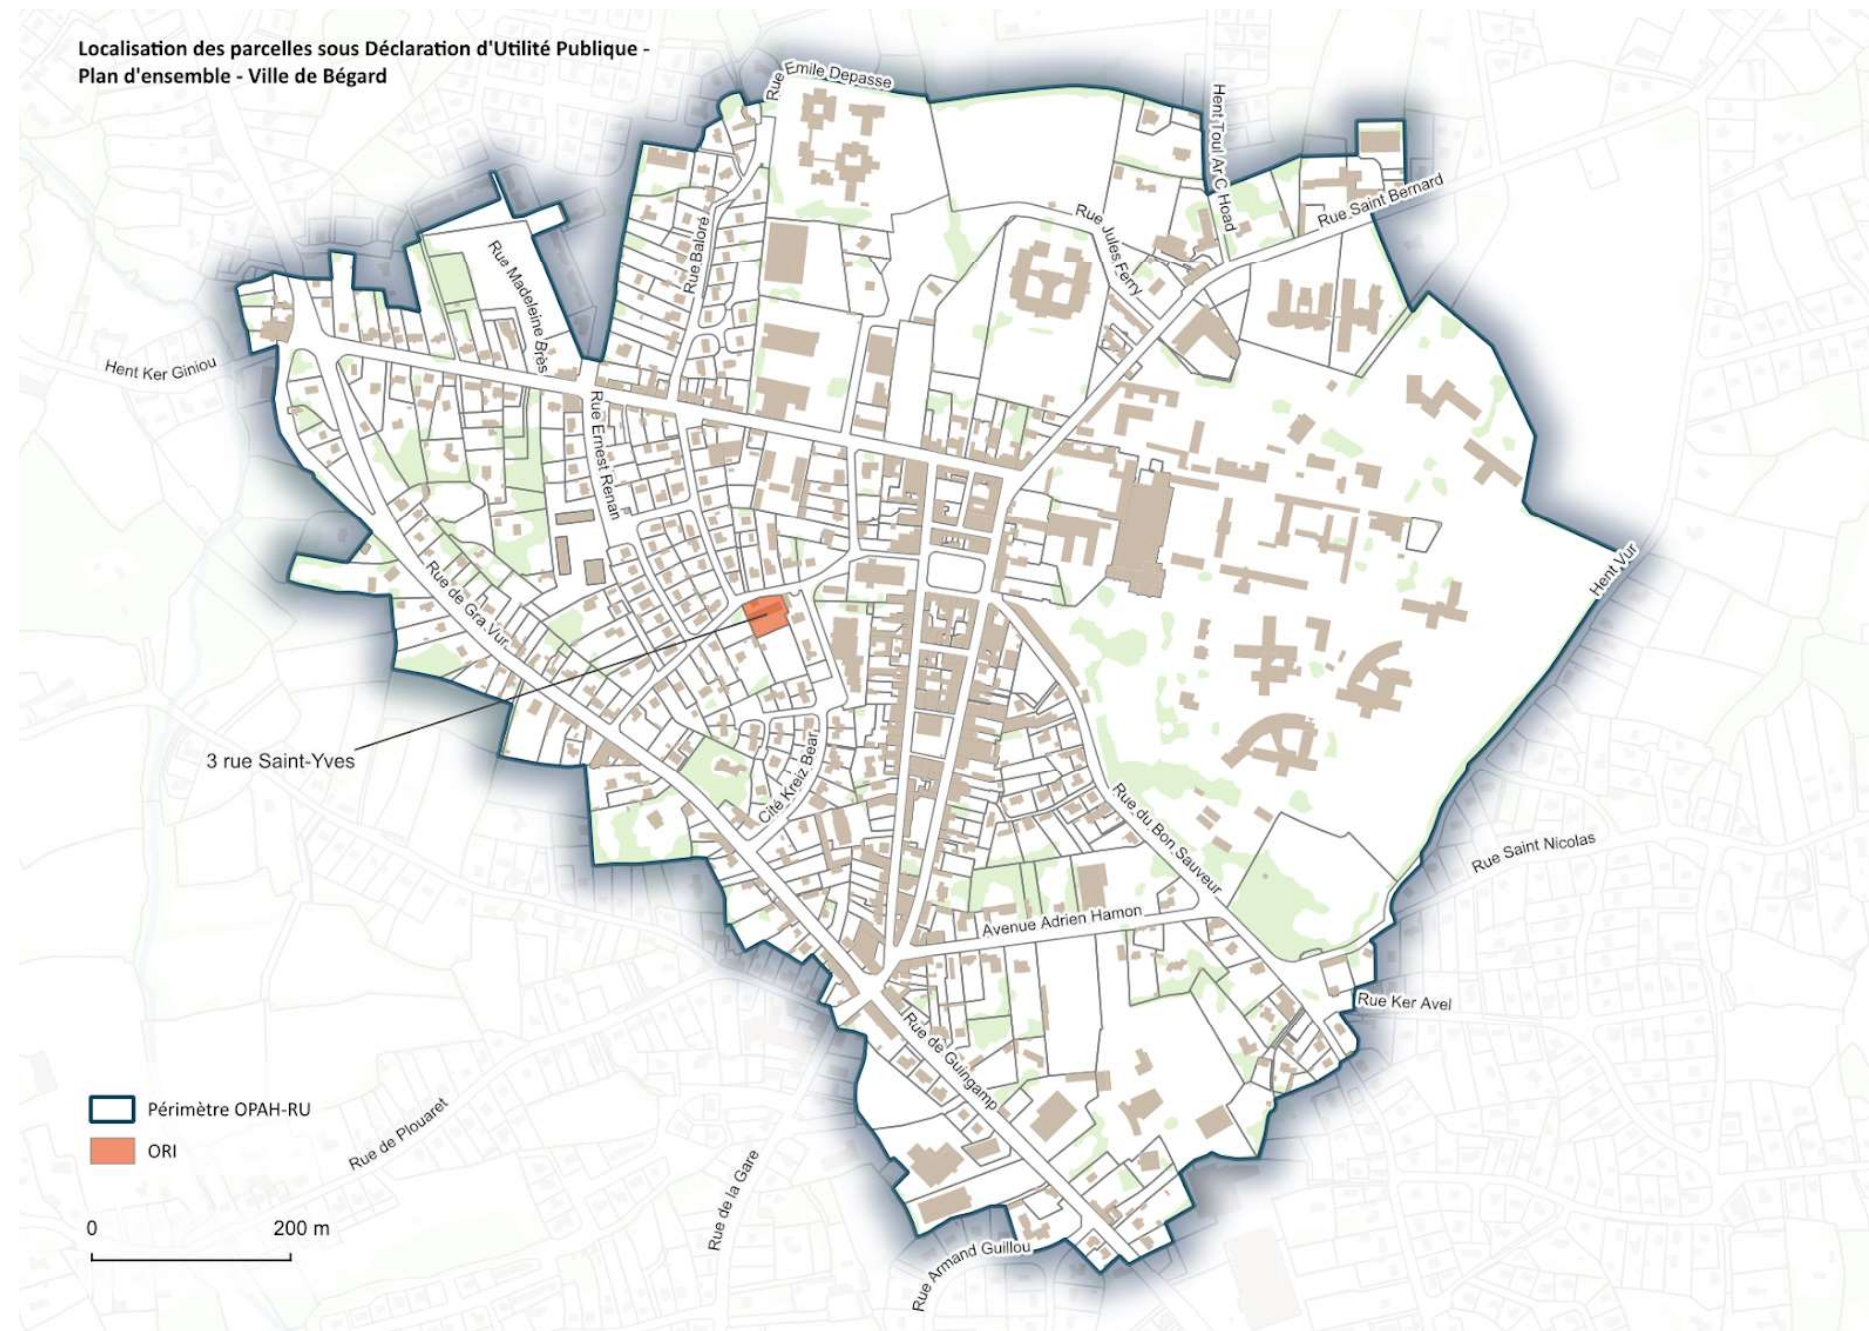 Localisation des parcelles sous Déclaration d'Utilité Publique -
Plan d'ensemble - Ville de Bégard
Rue Emile Depasse
Hent Toul Ar C Hoad
Rue Saint Bernard
Rue Jules Ferry
Rue Baloré
Rue Madeleine Brès
Hent Ker Giniou
Rue Ernest Renan
Hent Vur
Rue de Gra Vur
3 rue Saint-Yves
Cité Kreiz Bear
Rue du Bon Sauveur
Rue Saint Nicolas
Avenue Adrien Hamon
Rue Ker Avel
Rue de Guingamp
Périmètre OPAH-RU
ORI
Rue de Plouaret
Rue de la Gare
Rue Armand Guillou
0 200 m